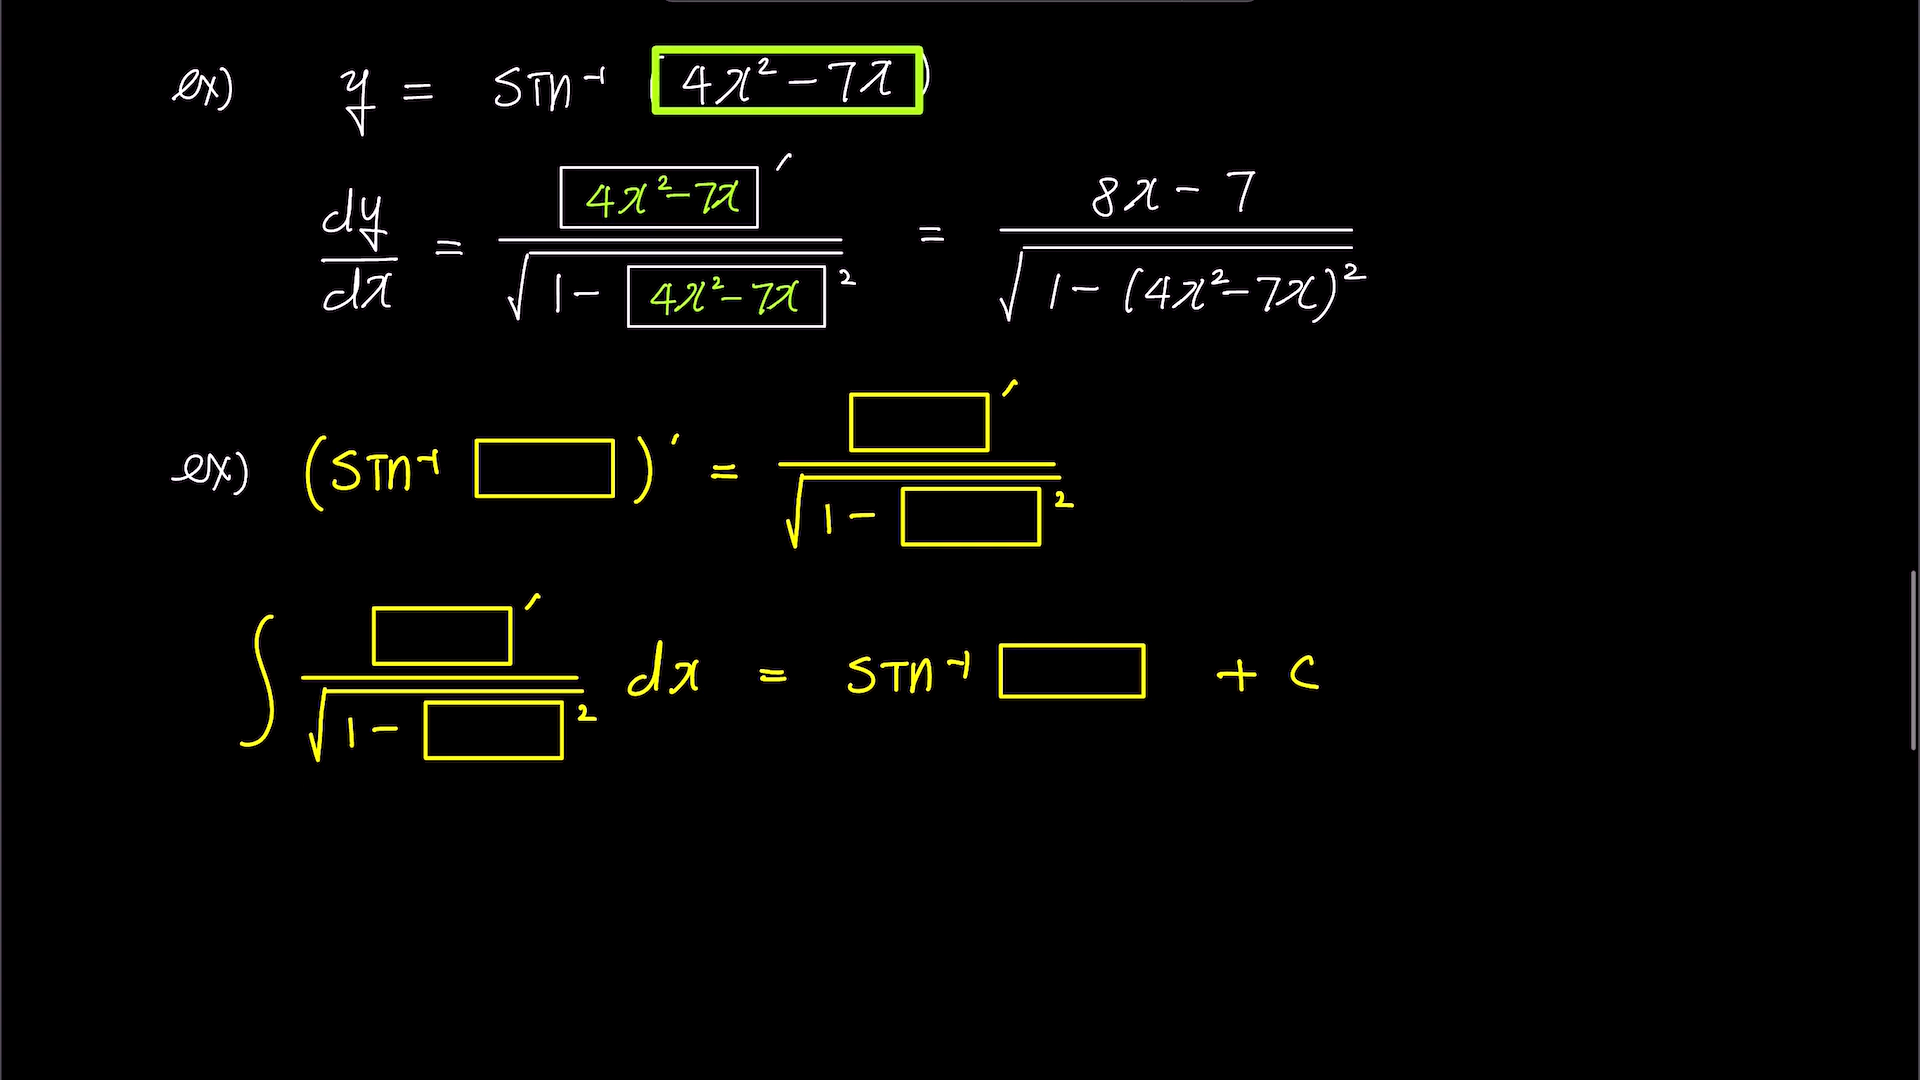 ex) y = sin⁻¹ (4x² − 7x)
dy/dx = (4x² − 7x)′ / √(1 − (4x² − 7x)²) = (8x − 7) / √(1 − (4x² − 7x)²)
ex) (sin⁻¹ □)′ = □′ / √(1 − □²)
∫ □′ / √(1 − □²) dx = sin⁻¹ □ + c